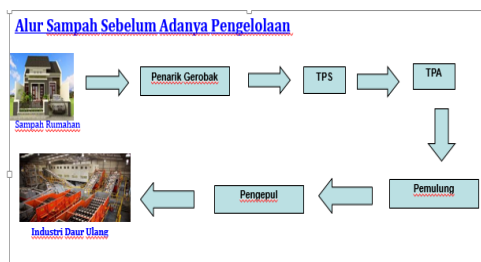 Alur Sampah Sebelum Adanya Pengelolaan
Penarik Gerobak
TPS
TPA
Sampah Rumahan
Pemulung
Pengepul
Industri Daur Ulang